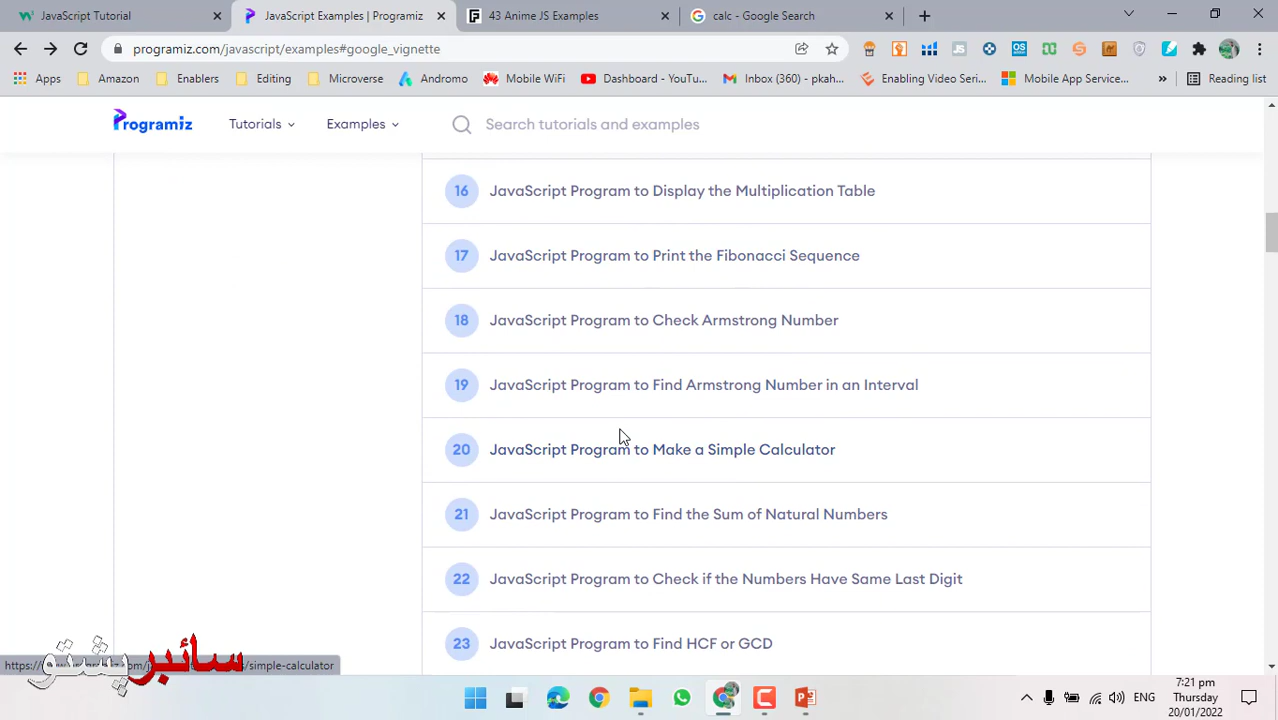 JavaScript Tutorial
JavaScript Examples | Programiz
43 Anime JS Examples
calc - Google Search
programiz.com/javascript/examples#google_vignette
Apps
Amazon
Enablers
Editing
Microverse
Andromo
Mobile WiFi
Dashboard - YouTu...
Inbox (360) - pkah...
Enabling Video Seri...
Mobile App Service...
»
Reading list
Programiz
Tutorials
Examples
Search tutorials and examples
16 JavaScript Program to Display the Multiplication Table
17 JavaScript Program to Print the Fibonacci Sequence
18 JavaScript Program to Check Armstrong Number
19 JavaScript Program to Find Armstrong Number in an Interval
20 JavaScript Program to Make a Simple Calculator
21 JavaScript Program to Find the Sum of Natural Numbers
22 JavaScript Program to Check if the Numbers Have Same Last Digit
23 JavaScript Program to Find HCF or GCD
سائبر پشتو
/simple-calculator
ENG
7:21 pm
Thursday
20/01/2022